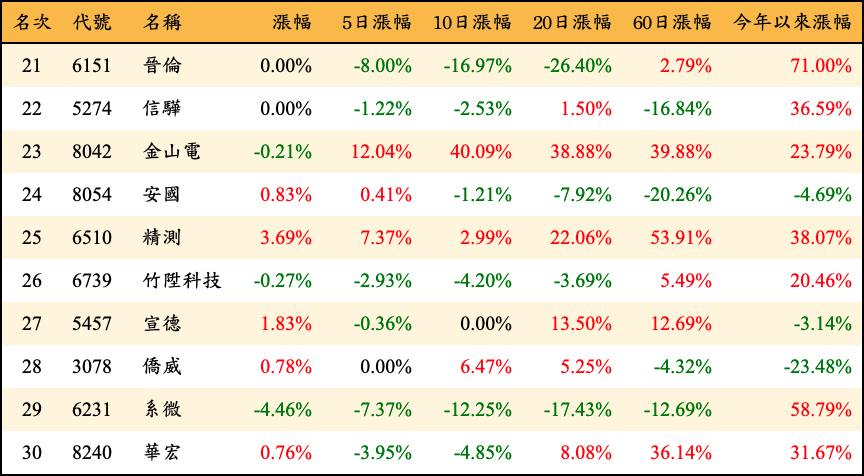 名次 代號 名稱 漲幅 5日漲幅 10日漲幅 20日漲幅 60日漲幅 今年以來漲幅
21 6151 晉倫 0.00% -8.00% -16.97% -26.40% 2.79% 71.00%
22 5274 信驊 0.00% -1.22% -2.53% 1.50% -16.84% 36.59%
23 8042 金山電 -0.21% 12.04% 40.09% 38.88% 39.88% 23.79%
24 8054 安國 0.83% 0.41% -1.21% -7.92% -20.26% -4.69%
25 6510 精測 3.69% 7.37% 2.99% 22.06% 53.91% 38.07%
26 6739 竹陞科技 -0.27% -2.93% -4.20% -3.69% 5.49% 20.46%
27 5457 宣德 1.83% -0.36% 0.00% 13.50% 12.69% -3.14%
28 3078 僑威 0.78% 0.00% 6.47% 5.25% -4.32% -23.48%
29 6231 系微 -4.46% -7.37% -12.25% -17.43% -12.69% 58.79%
30 8240 華宏 0.76% -3.95% -4.85% 8.08% 36.14% 31.67%